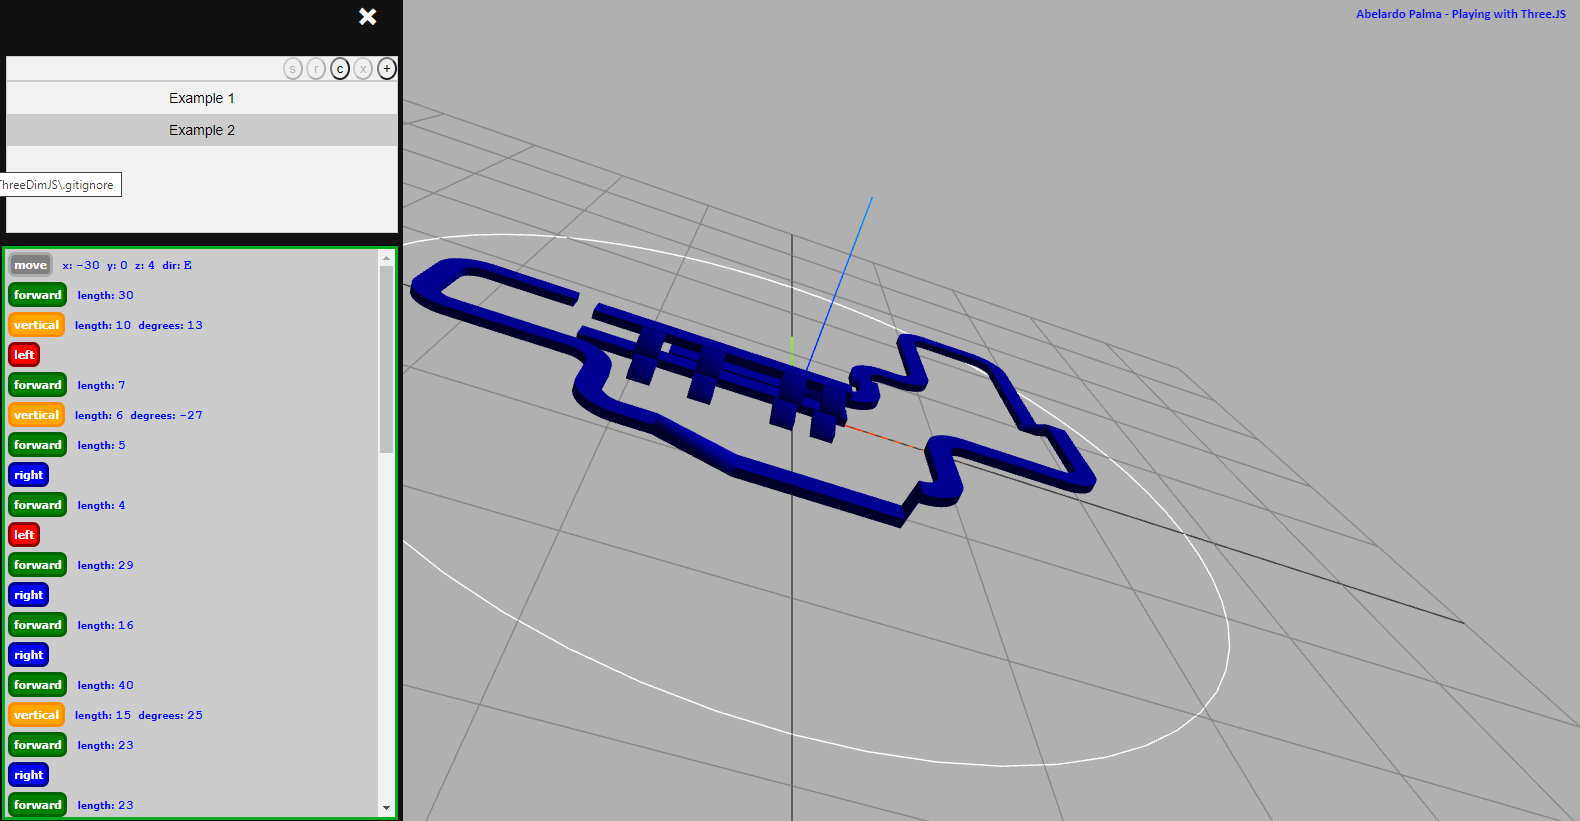 Abelardo Palma - Playing with Three.JS
s r c x +
Example 1
Example 2
ThreeDimJS\.gitignore
move x: -30 y: 0 z: 4 dir: E
forward length: 30
vertical length: 10 degrees: 13
left
forward length: 7
vertical length: 6 degrees: -27
forward length: 5
right
forward length: 4
left
forward length: 29
right
forward length: 16
right
forward length: 40
vertical length: 15 degrees: 25
forward length: 23
right
forward length: 23